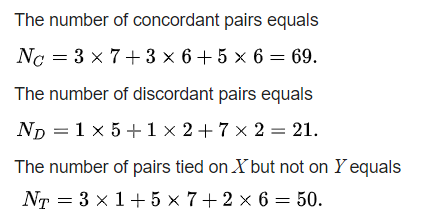 The number of concordant pairs equals
N_C = 3 × 7 + 3 × 6 + 5 × 6 = 69.
The number of discordant pairs equals
N_D = 1 × 5 + 1 × 2 + 7 × 2 = 21.
The number of pairs tied on X but not on Y equals
N_T = 3 × 1 + 5 × 7 + 2 × 6 = 50.